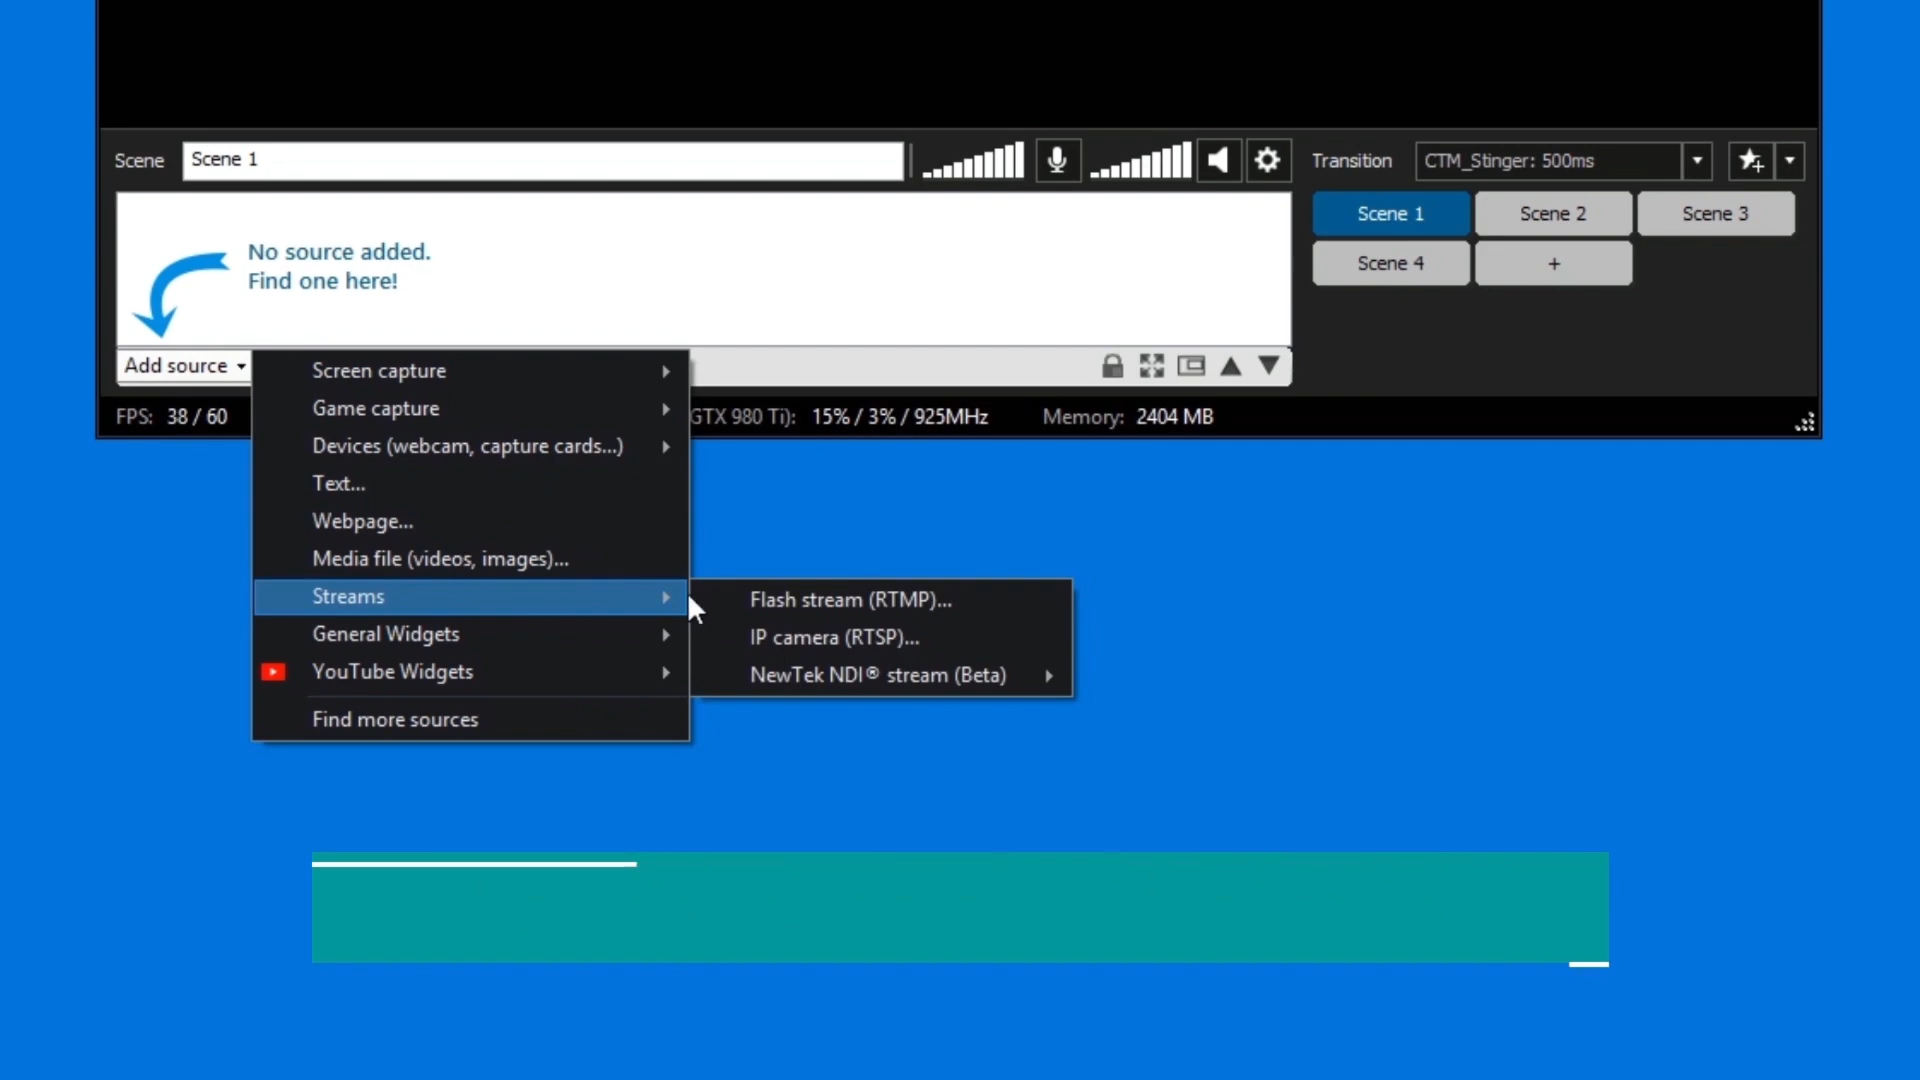 Scene
Scene 1
Transition
CTM_Stinger: 500ms
No source added.
Find one here!
Scene 1
Scene 2
Scene 3
Scene 4
+
Add source
FPS: 38 / 60
GTX 980 Ti): 15% / 3% / 925MHz
Memory: 2404 MB
Screen capture
Game capture
Devices (webcam, capture cards...)
Text...
Webpage...
Media file (videos, images)...
Streams
General Widgets
YouTube Widgets
Find more sources
Flash stream (RTMP)...
IP camera (RTSP)...
NewTek NDI® stream (Beta)